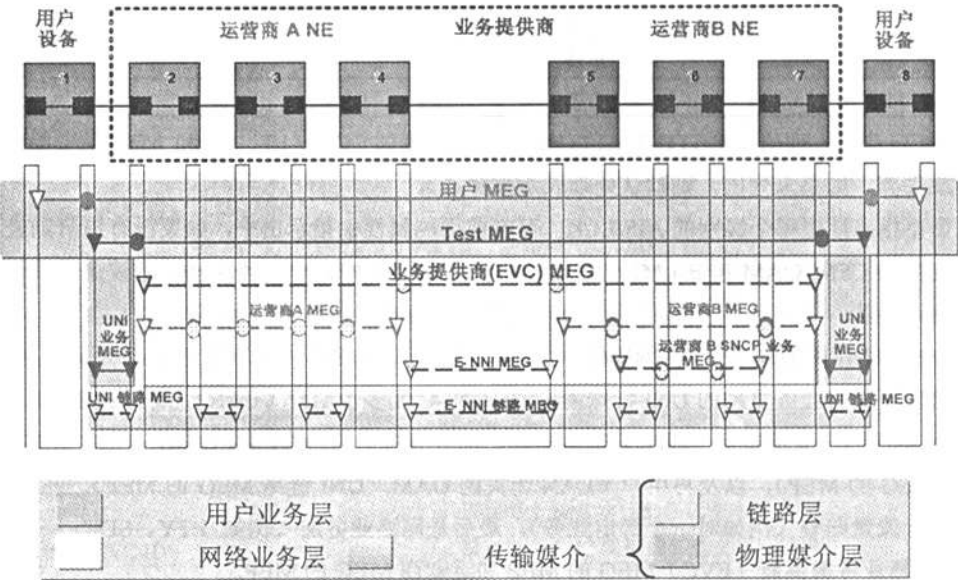 用户 设备
运营商 A NE
业务提供商
运营商B NE
用户 设备
1 2 3 4 5 6 7 8
用户 MEG
Test MEG
业务提供商(EVC) MEG
运营商A MEG
运营商B MEG
UNI 业务 MEG
运营商 B SNCP 业务 MEG
UNI 业务 MEG
E- NNI MEG
UNI 链路 MEG
E- NNI 链路 MEG
UNI 链路 MEG
用户业务层
链路层
网络业务层
传输媒介
物理媒介层